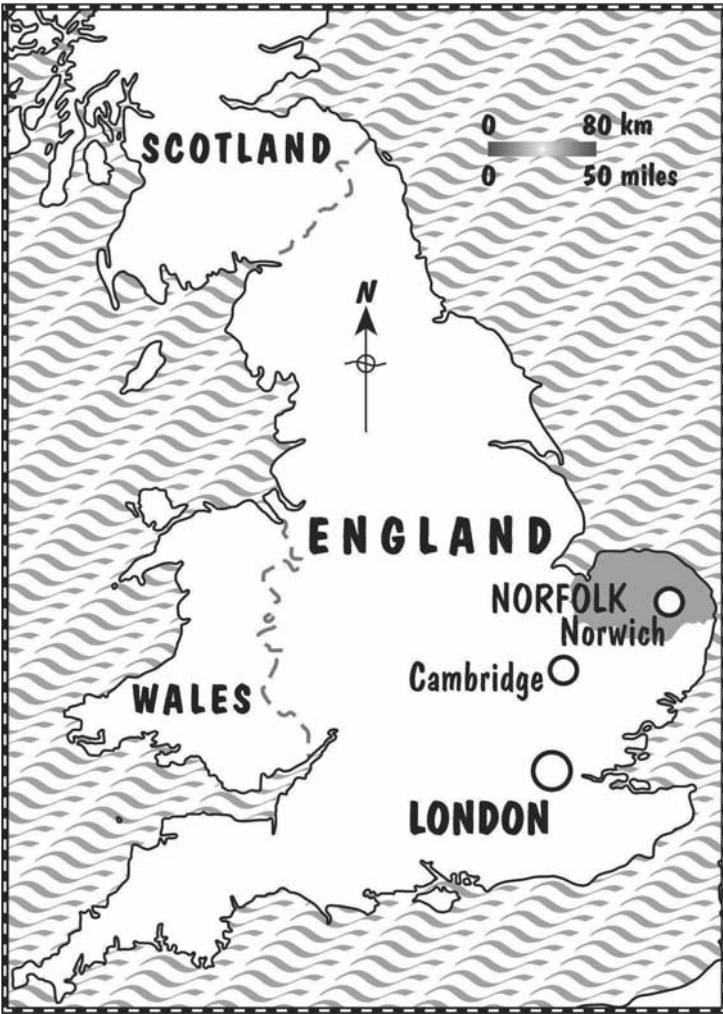 0 80 km
0 50 miles
SCOTLAND
N
ENGLAND
NORFOLK
Norwich
Cambridge
WALES
LONDON